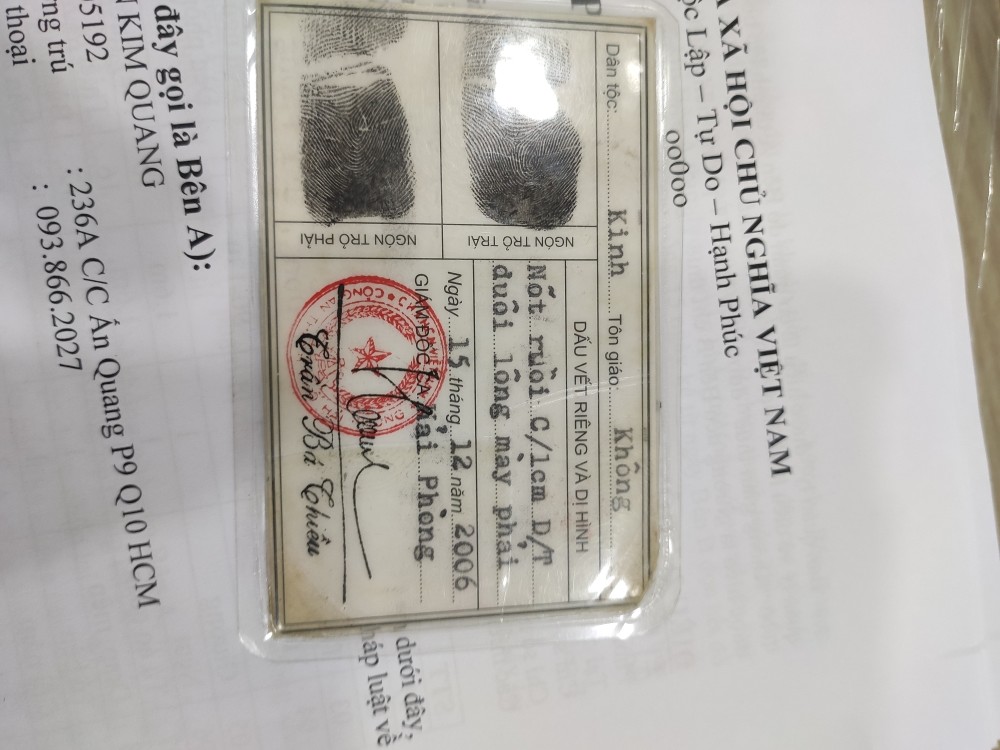 A XÃ HỘI CHỦ NGHĨA VIỆT NAM
ộc Lập – Tự Do – Hạnh Phúc
oo0oo
P
Dân tộc: Kinh Tôn giáo: Không
NGÓN TRỎ TRÁI
NGÓN TRỎ PHẢI
DẤU VẾT RIÊNG VÀ DỊ HÌNH
Nốt ruồi C/1cm D/T
đuôi lông mày phải
Ngày 15 tháng 12 năm 2006
GIÁM ĐỐC CA Hải Phòng
Trần Bá Thiều
dưới đây,
háp luật về
đây gọi là Bên A):
KIM QUANG
5192
ng trú : 236A C/C Ấn Quang P9 Q10 HCM
thoại : 093.866.2027